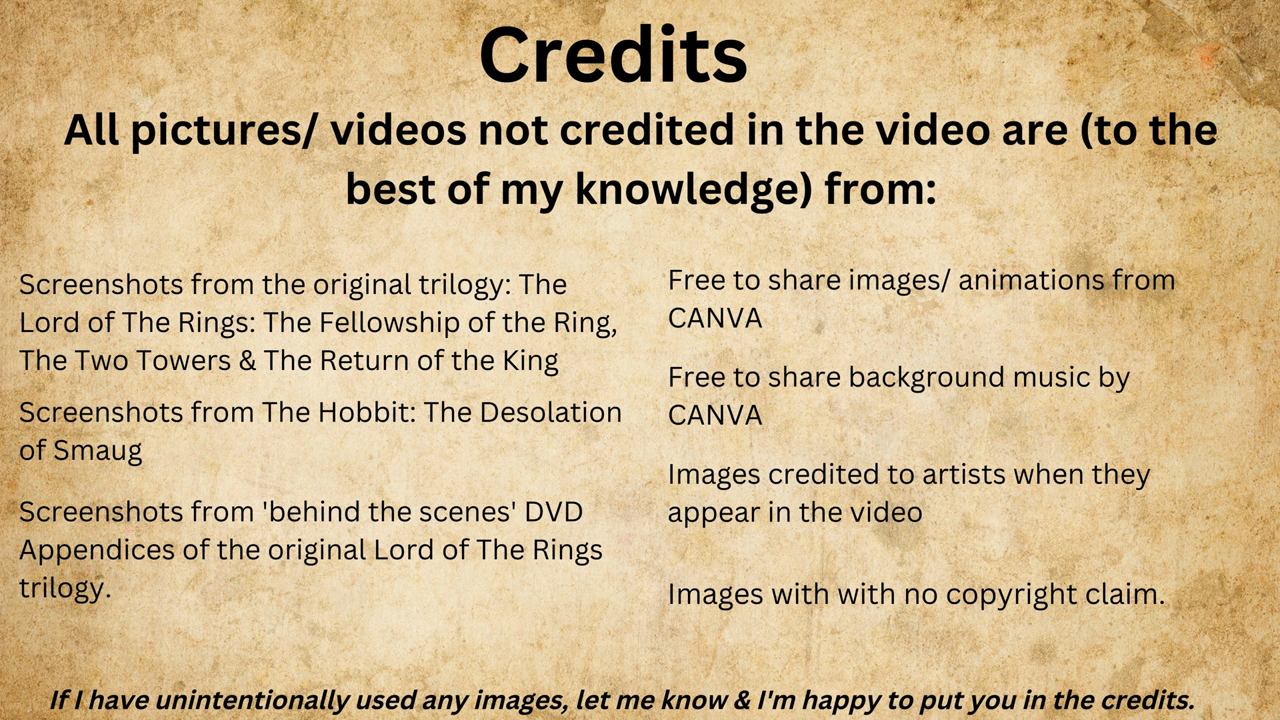 Credits
All pictures/ videos not credited in the video are (to the
best of my knowledge) from:
Screenshots from the original trilogy: The
Lord of The Rings: The Fellowship of the Ring,
The Two Towers & The Return of the King
Screenshots from The Hobbit: The Desolation
of Smaug
Screenshots from 'behind the scenes' DVD
Appendices of the original Lord of The Rings
trilogy.
Free to share images/ animations from
CANVA
Free to share background music by
CANVA
Images credited to artists when they
appear in the video
Images with with no copyright claim.
If I have unintentionally used any images, let me know & I'm happy to put you in the credits.